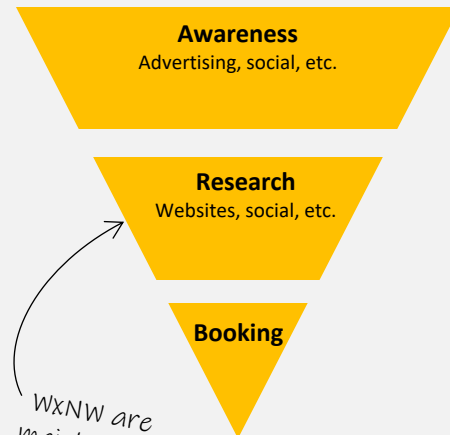 Awareness
Advertising, social, etc.
Research
Websites, social, etc.
Booking
WxNW are